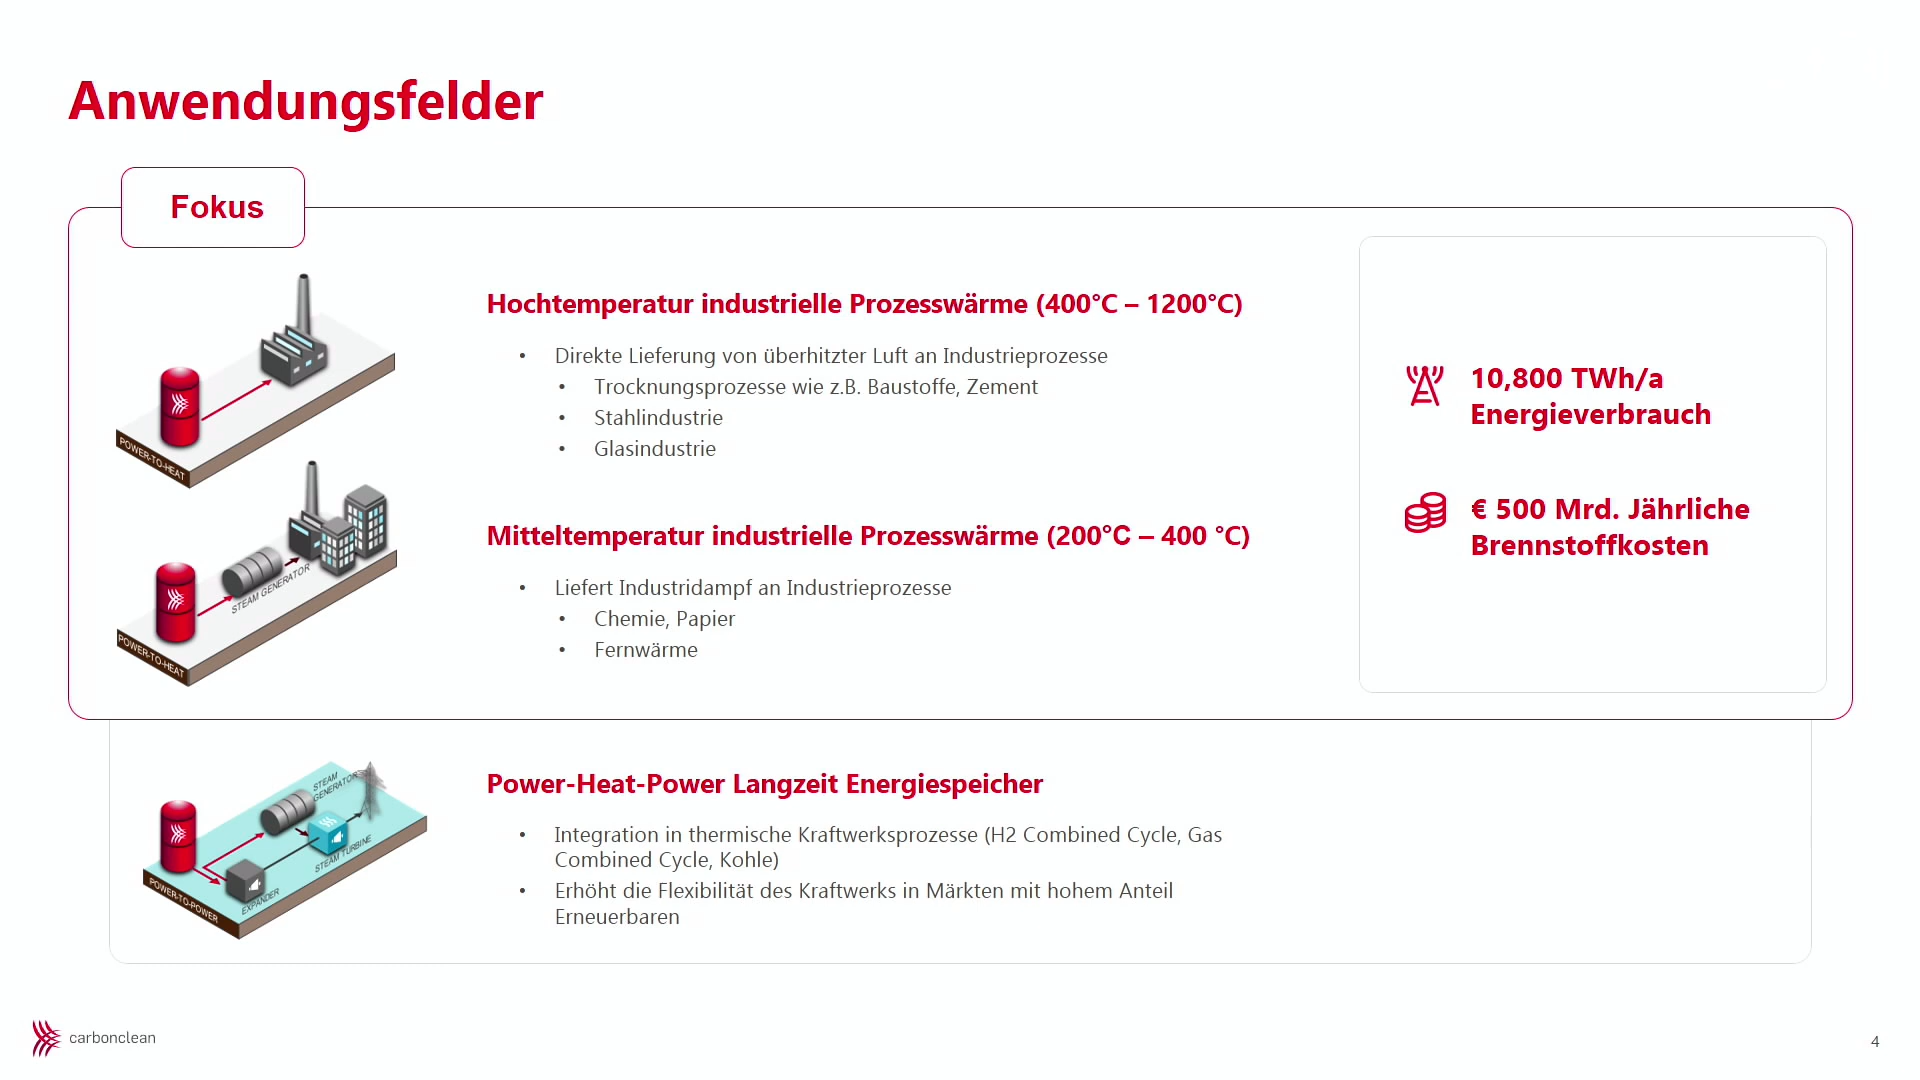 Anwendungsfelder
Fokus
Hochtemperatur industrielle Prozesswärme (400°C – 1200°C)
• Direkte Lieferung von überhitzter Luft an Industrieprozesse
• Trocknungsprozesse wie z.B. Baustoffe, Zement
• Stahlindustrie
• Glasindustrie
POWER-TO-HEAT
10,800 TWh/a
Energieverbrauch
€ 500 Mrd. Jährliche
Brennstoffkosten
Mitteltemperatur industrielle Prozesswärme (200°C – 400 °C)
• Liefert Industridampf an Industrieprozesse
• Chemie, Papier
• Fernwärme
STEAM GENERATOR
POWER-TO-HEAT
Power-Heat-Power Langzeit Energiespeicher
• Integration in thermische Kraftwerksprozesse (H2 Combined Cycle, Gas
Combined Cycle, Kohle)
• Erhöht die Flexibilität des Kraftwerks in Märkten mit hohem Anteil
Erneuerbaren
STEAM
GENERATOR
STEAM TURBINE
EXPANDER
POWER-TO-POWER
carbonclean
4